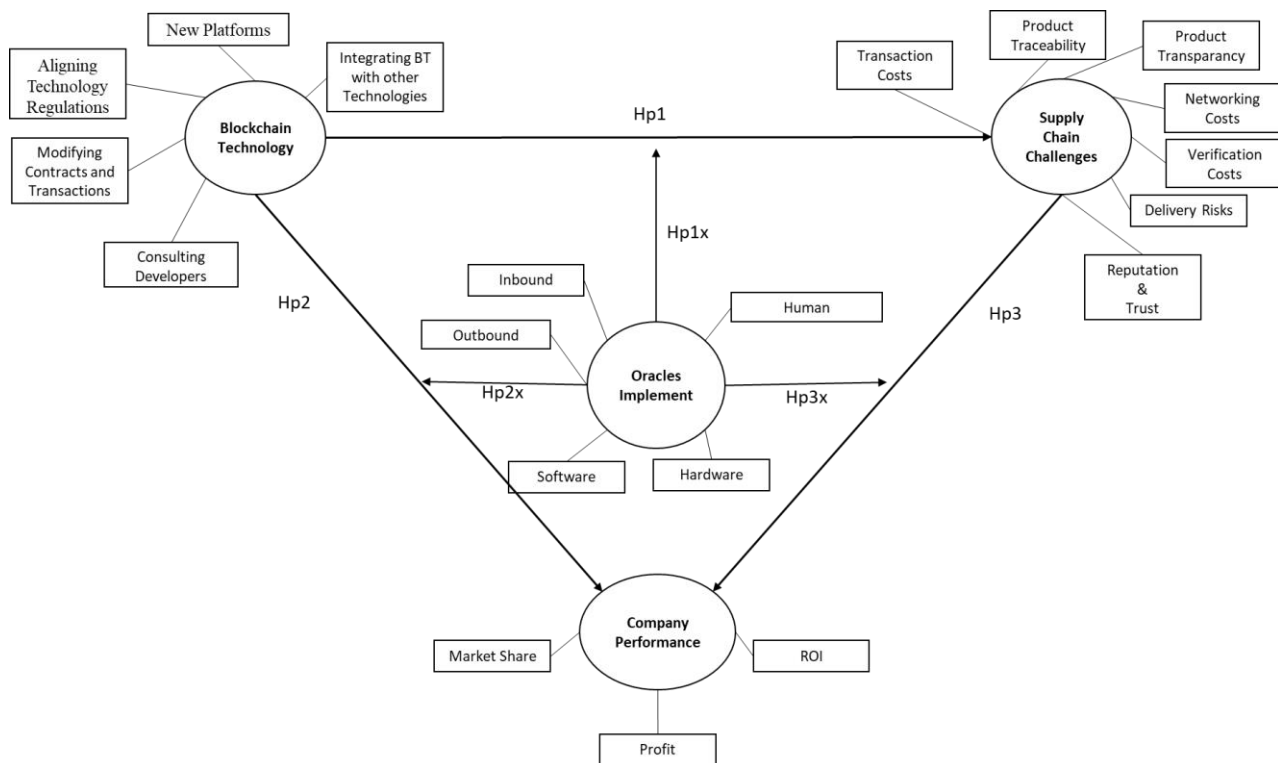 New Platforms
Aligning
Technology
Regulations
Integrating BT
with other
Technologies
Blockchain
Technology
Modifying
Contracts and
Transactions
Consulting
Developers
Transaction
Costs
Product
Traceability
Product
Transparancy
Supply
Chain
Challenges
Networking
Costs
Verification
Costs
Delivery Risks
Reputation
&
Trust
Hp1
Hp1x
Hp2
Hp3
Inbound
Outbound
Human
Oracles
Implement
Hp2x
Hp3x
Software
Hardware
Company
Performance
Market Share
ROI
Profit